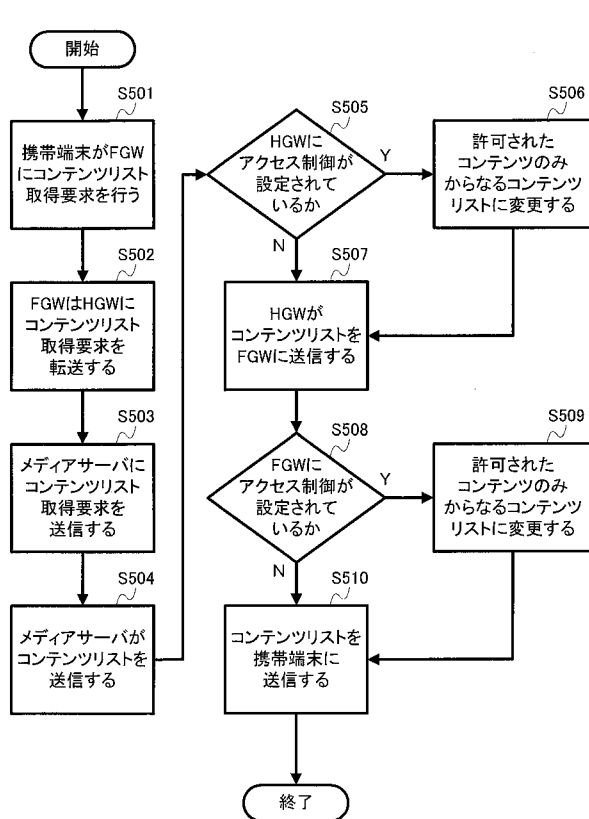 開始
S501
携帯端末がFGW
にコンテンツリスト
取得要求を行う
S502
FGWはHGWに
コンテンツリスト
取得要求を
転送する
S503
メディアサーバに
コンテンツリスト
取得要求を
送信する
S504
メディアサーバが
コンテンツリストを
送信する
S505
HGWに
アクセス制御が
設定されて
いるか
Y
N
S506
許可された
コンテンツのみ
からなるコンテンツ
リストに変更する
S507
HGWが
コンテンツリストを
FGWに送信する
S508
FGWに
アクセス制御が
設定されて
いるか
Y
N
S509
許可された
コンテンツのみ
からなるコンテンツ
リストに変更する
S510
コンテンツリストを
携帯端末に
送信する
終了